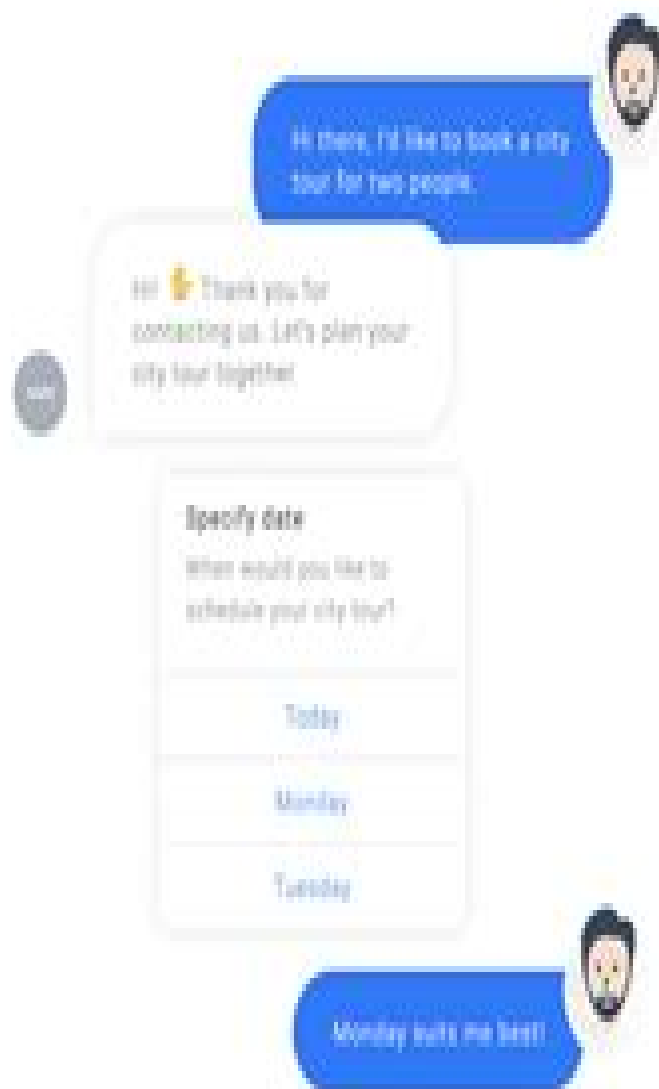 Hi there, I'd like to book a city
tour for two people.
Hi! Thank you for
contacting us. Let's plan your
city tour together.
Specify date
When would you like to
schedule your city tour?
Today
Monday
Tuesday
Monday suits me best!